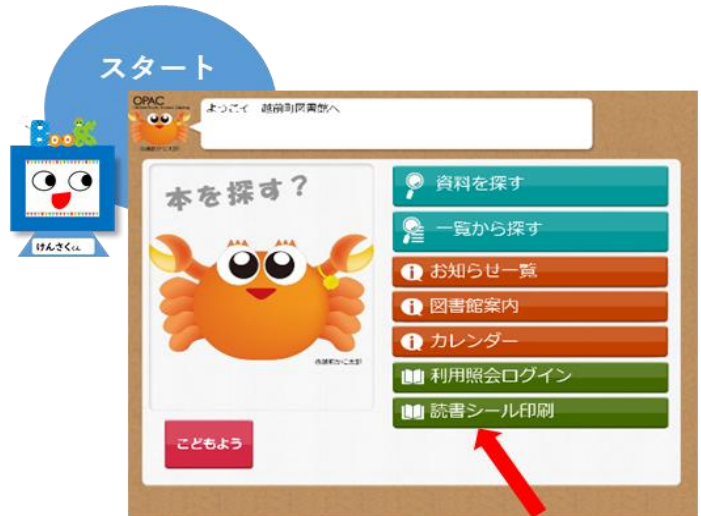 スタート
OPAC
ようこそ 越前町図書館へ
BooK
けんさくくん
本を探す?
資料を探す
一覧から探す
お知らせ一覧
図書館案内
カレンダー
利用照会ログイン
読書シール印刷
こどもよう